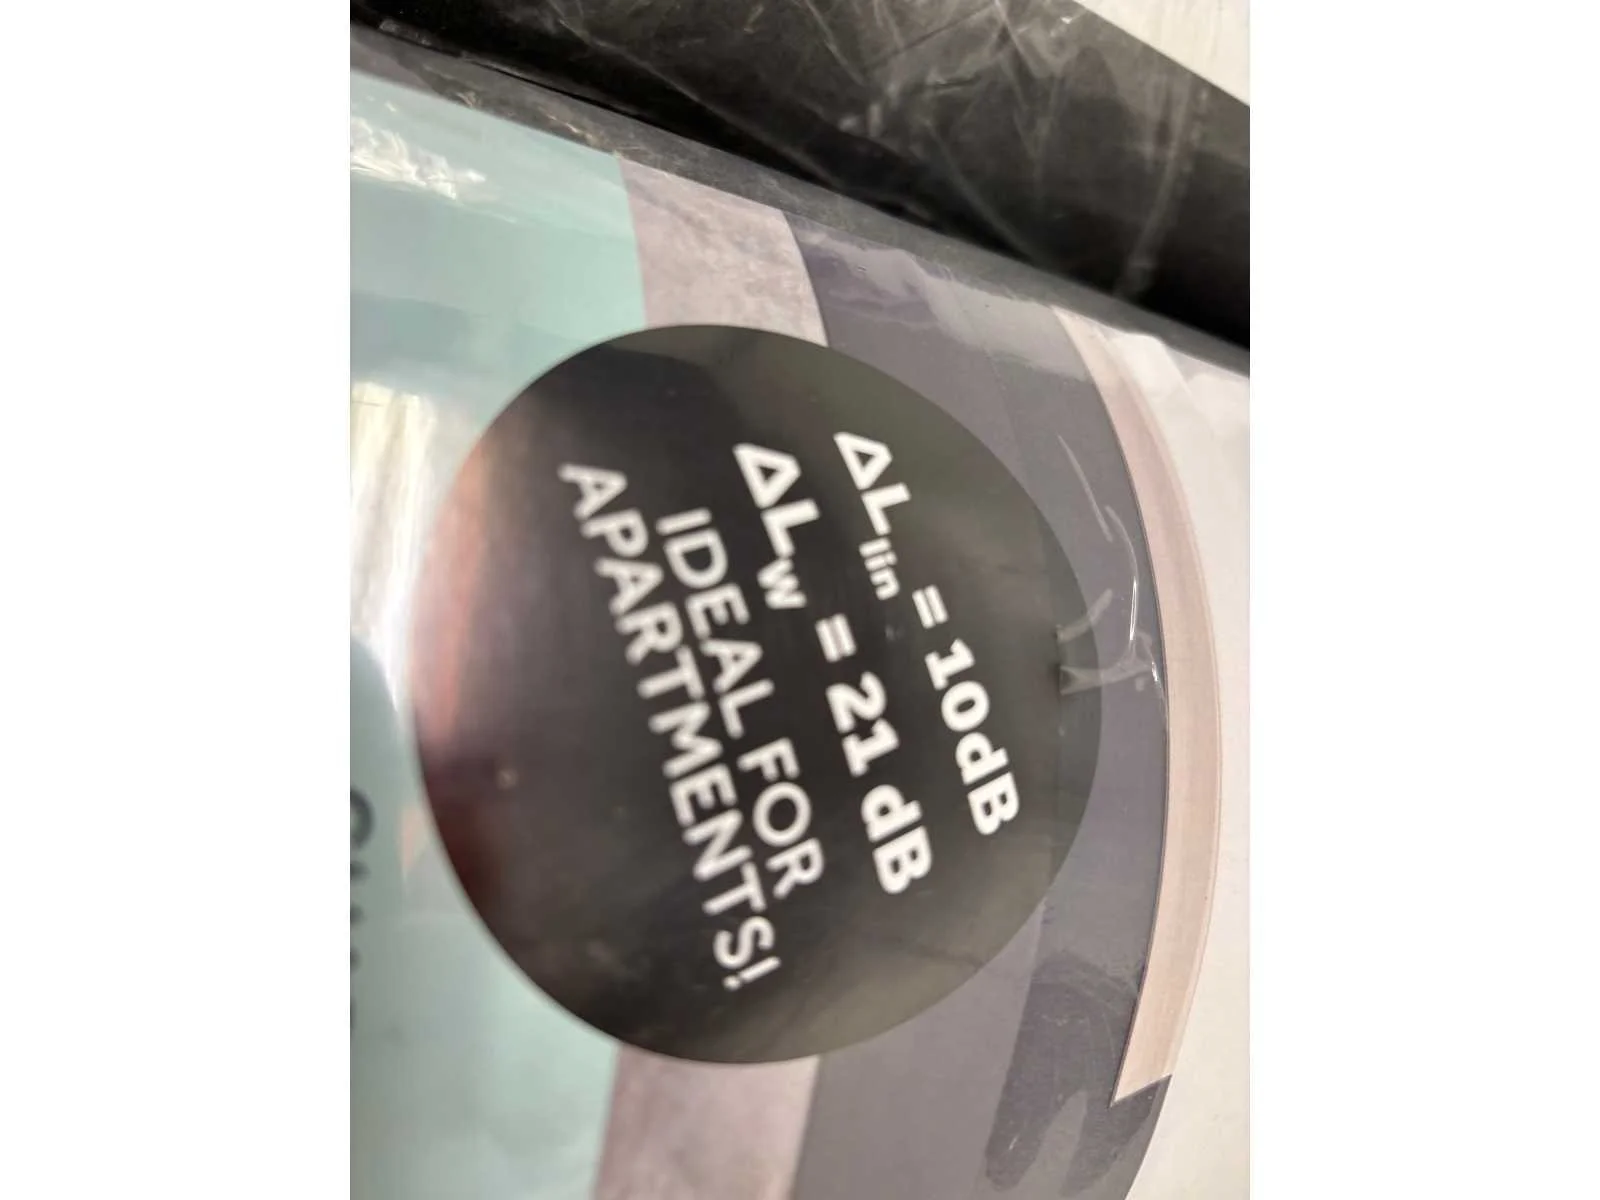 ΔLlin = 10dB
ΔLw = 21 dB
IDEAL FOR
APARTMENTS!